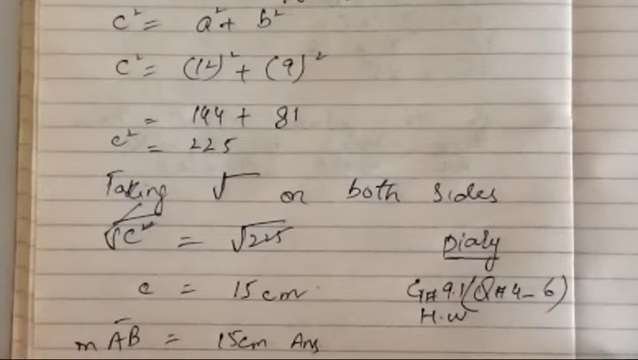 c² = a² + b²
c² = (12)² + (9)²
= 144 + 81
c² = 225
Taking √ on both sides
√c² = √225
Dialy
c = 15 cm
G# 9.1 (Q# 4 - 6)
H.W
mAB = 15cm Ans